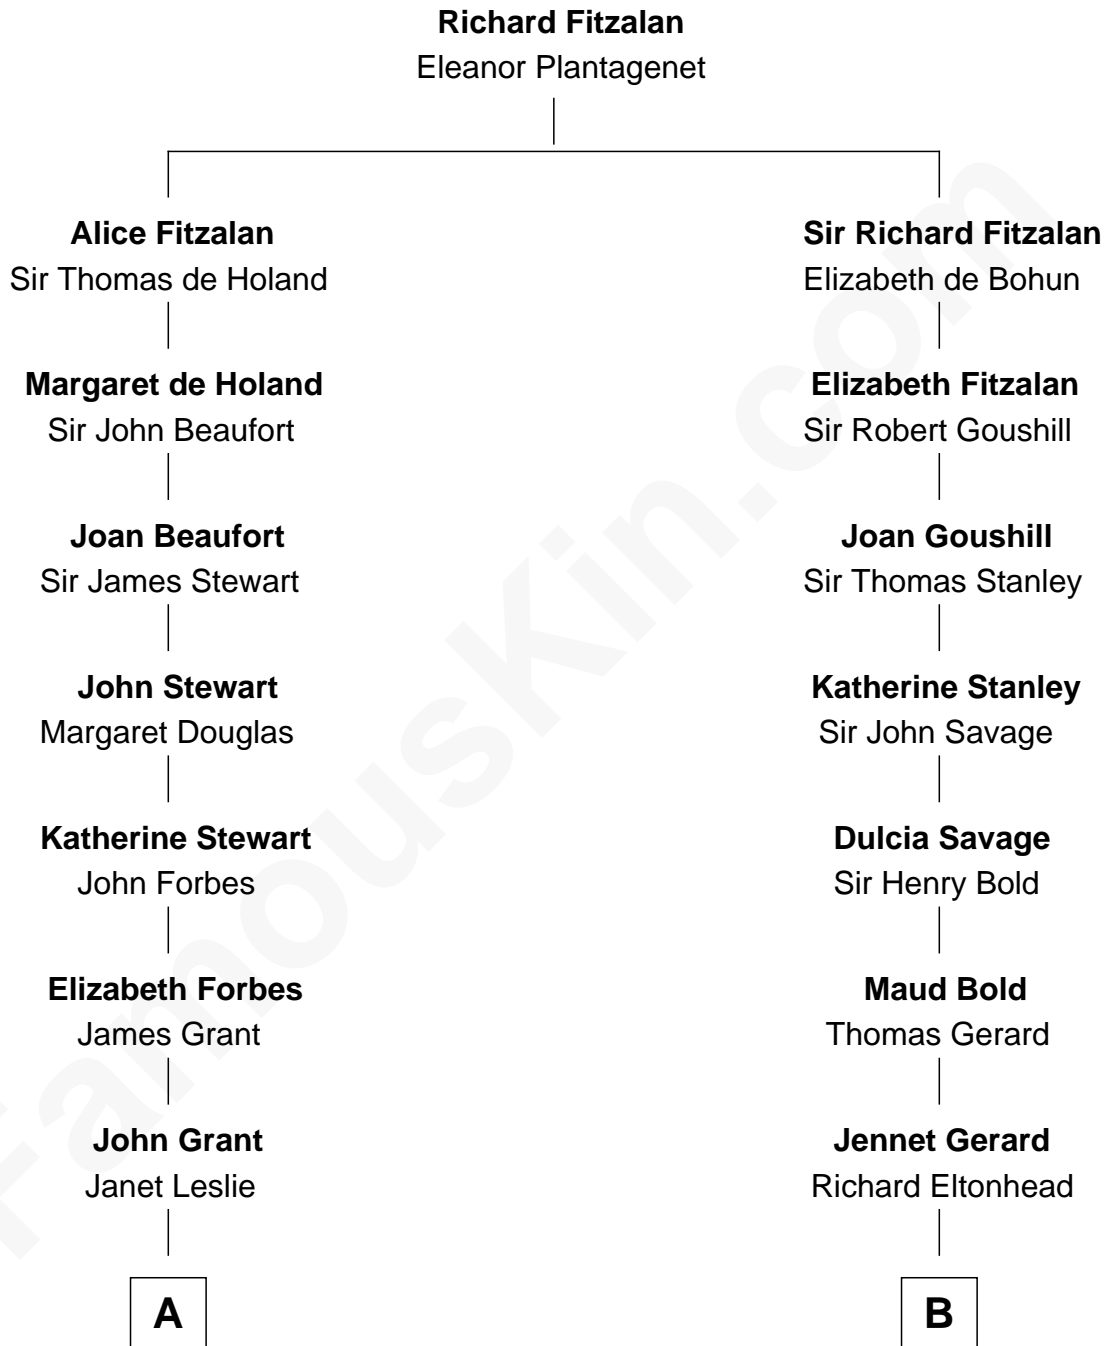 Richard Fitzalan
Eleanor Plantagenet
Alice Fitzalan
Sir Thomas de Holand
Sir Richard Fitzalan
Elizabeth de Bohun
Margaret de Holand
Sir John Beaufort
Elizabeth Fitzalan
Sir Robert Goushill
Joan Beaufort
Sir James Stewart
Joan Goushill
Sir Thomas Stanley
John Stewart
Margaret Douglas
Katherine Stanley
Sir John Savage
Katherine Stewart
John Forbes
Dulcia Savage
Sir Henry Bold
Elizabeth Forbes
James Grant
Maud Bold
Thomas Gerard
John Grant
Janet Leslie
Jennet Gerard
Richard Eltonhead
A
B
FamousKin.com